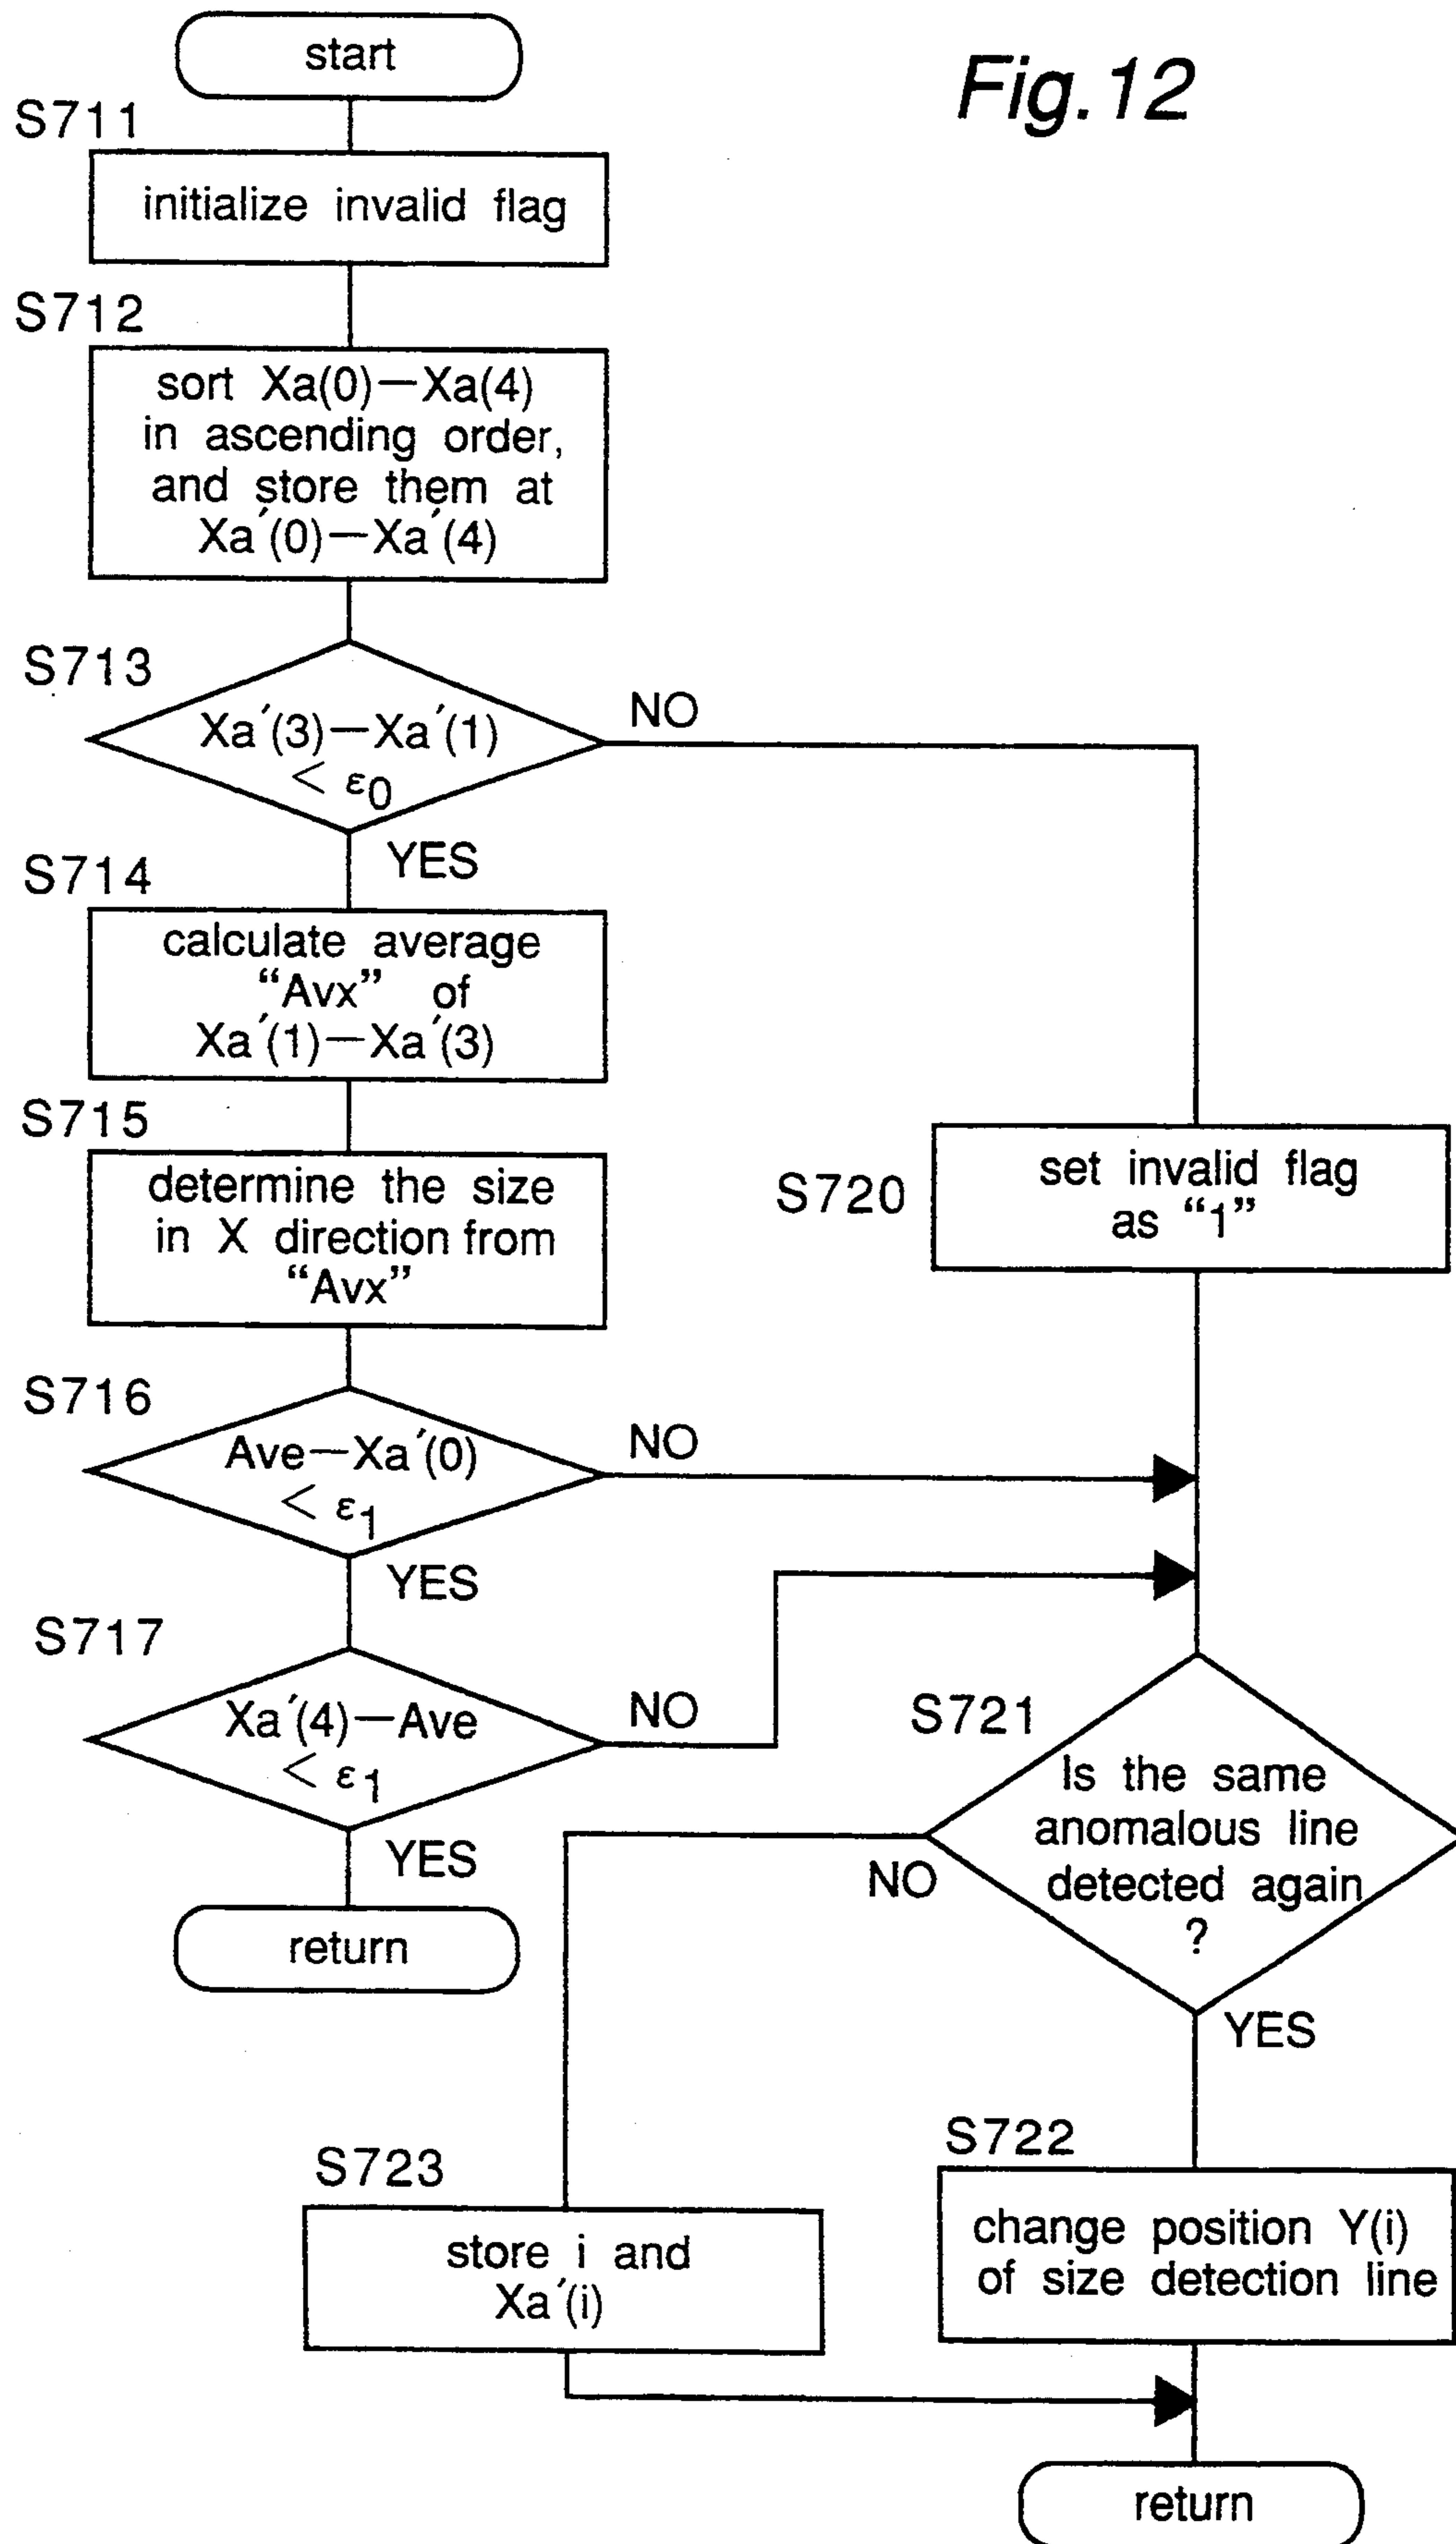 Fig.12
start
S711
initialize invalid flag
S712
sort Xa(0)—Xa(4)
in ascending order,
and store them at
Xa′(0)—Xa′(4)
S713
Xa′(3)—Xa′(1)
< ε0
NO
YES
S714
calculate average
“Avx” of
Xa′(1)—Xa′(3)
S715
determine the size
in X direction from
“Avx”
S720
set invalid flag
as “1”
S716
Ave—Xa′(0)
< ε1
NO
YES
S717
Xa′(4)—Ave
< ε1
NO
YES
return
S721
Is the same
anomalous line
detected again
?
NO
YES
S722
change position Y(i)
of size detection line
S723
store i and
Xa′(i)
return